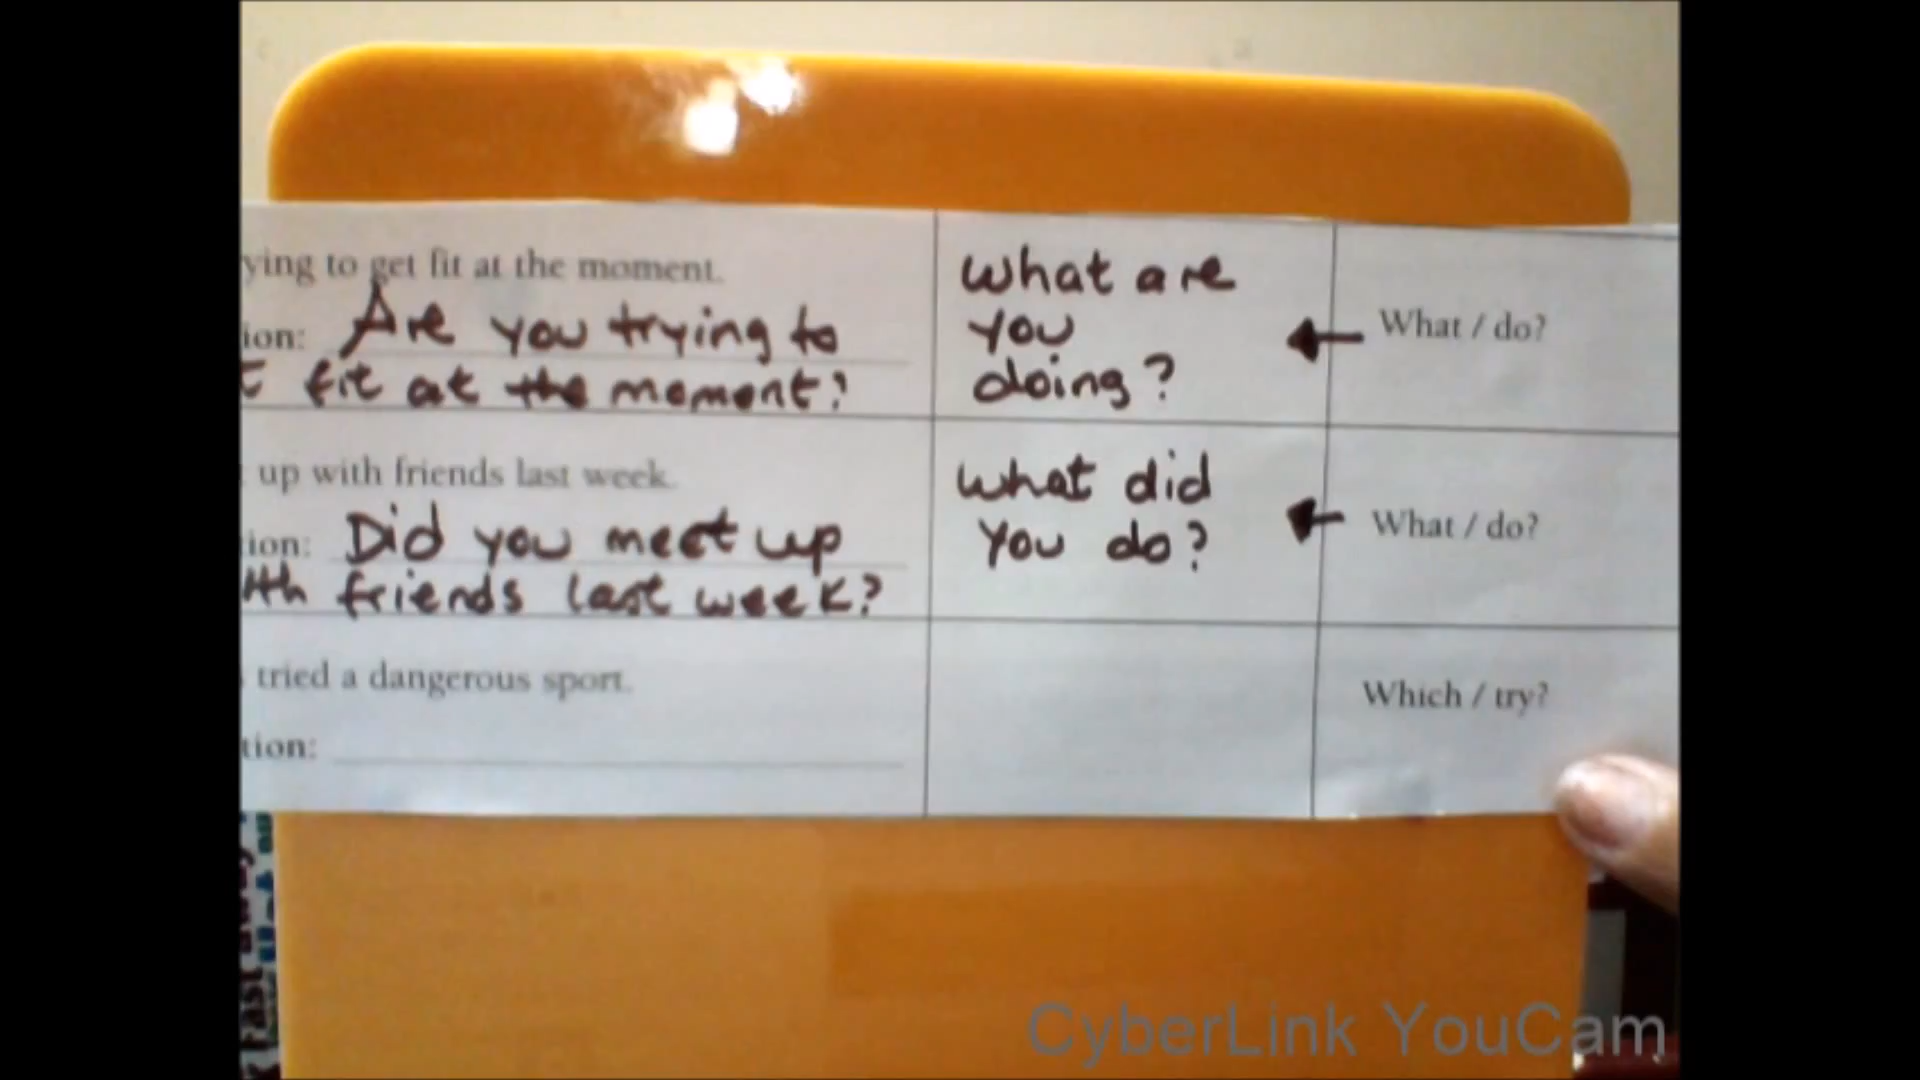 ying to get fit at the moment.
ion: Are you trying to
fit at the moment?
What are
you
doing?
What / do?
up with friends last week.
ion: Did you meet up
ith friends last week?
What did
You do?
What / do?
tried a dangerous sport.
tion:
Which / try?
CyberLink YouCam